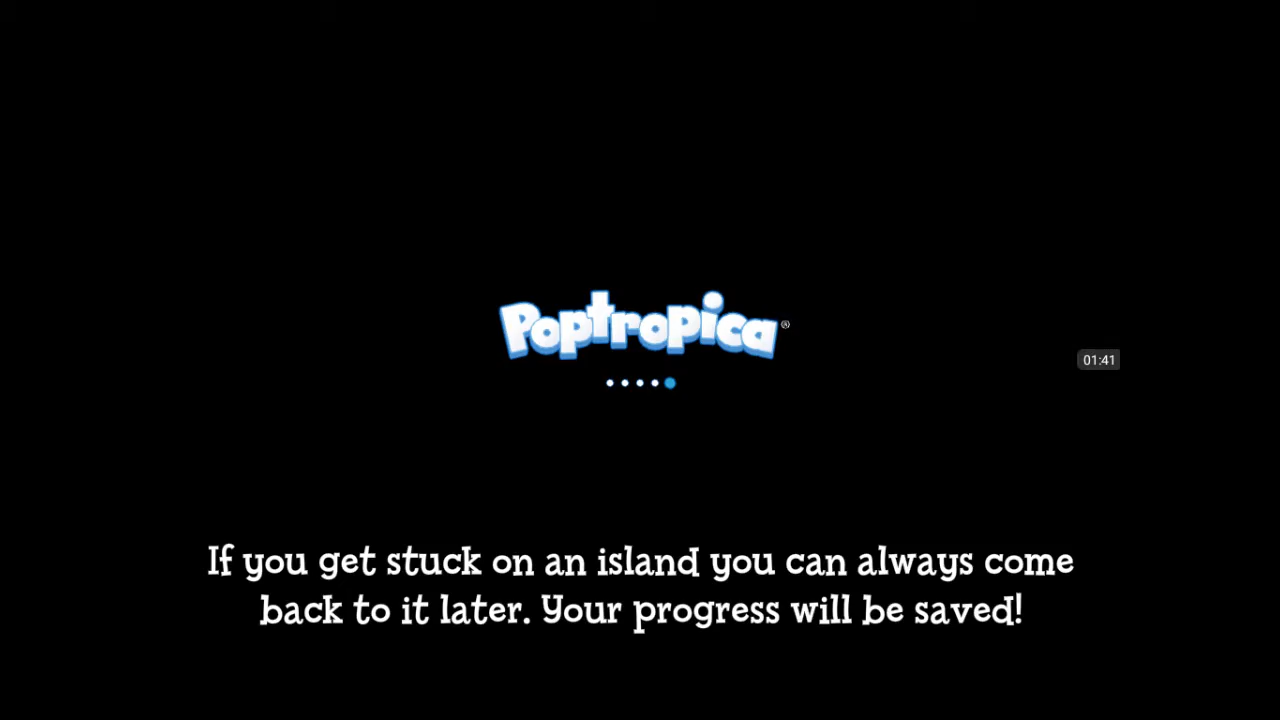 Poptropica®
01:41
If you get stuck on an island you can always come
back to it later. Your progress will be saved!